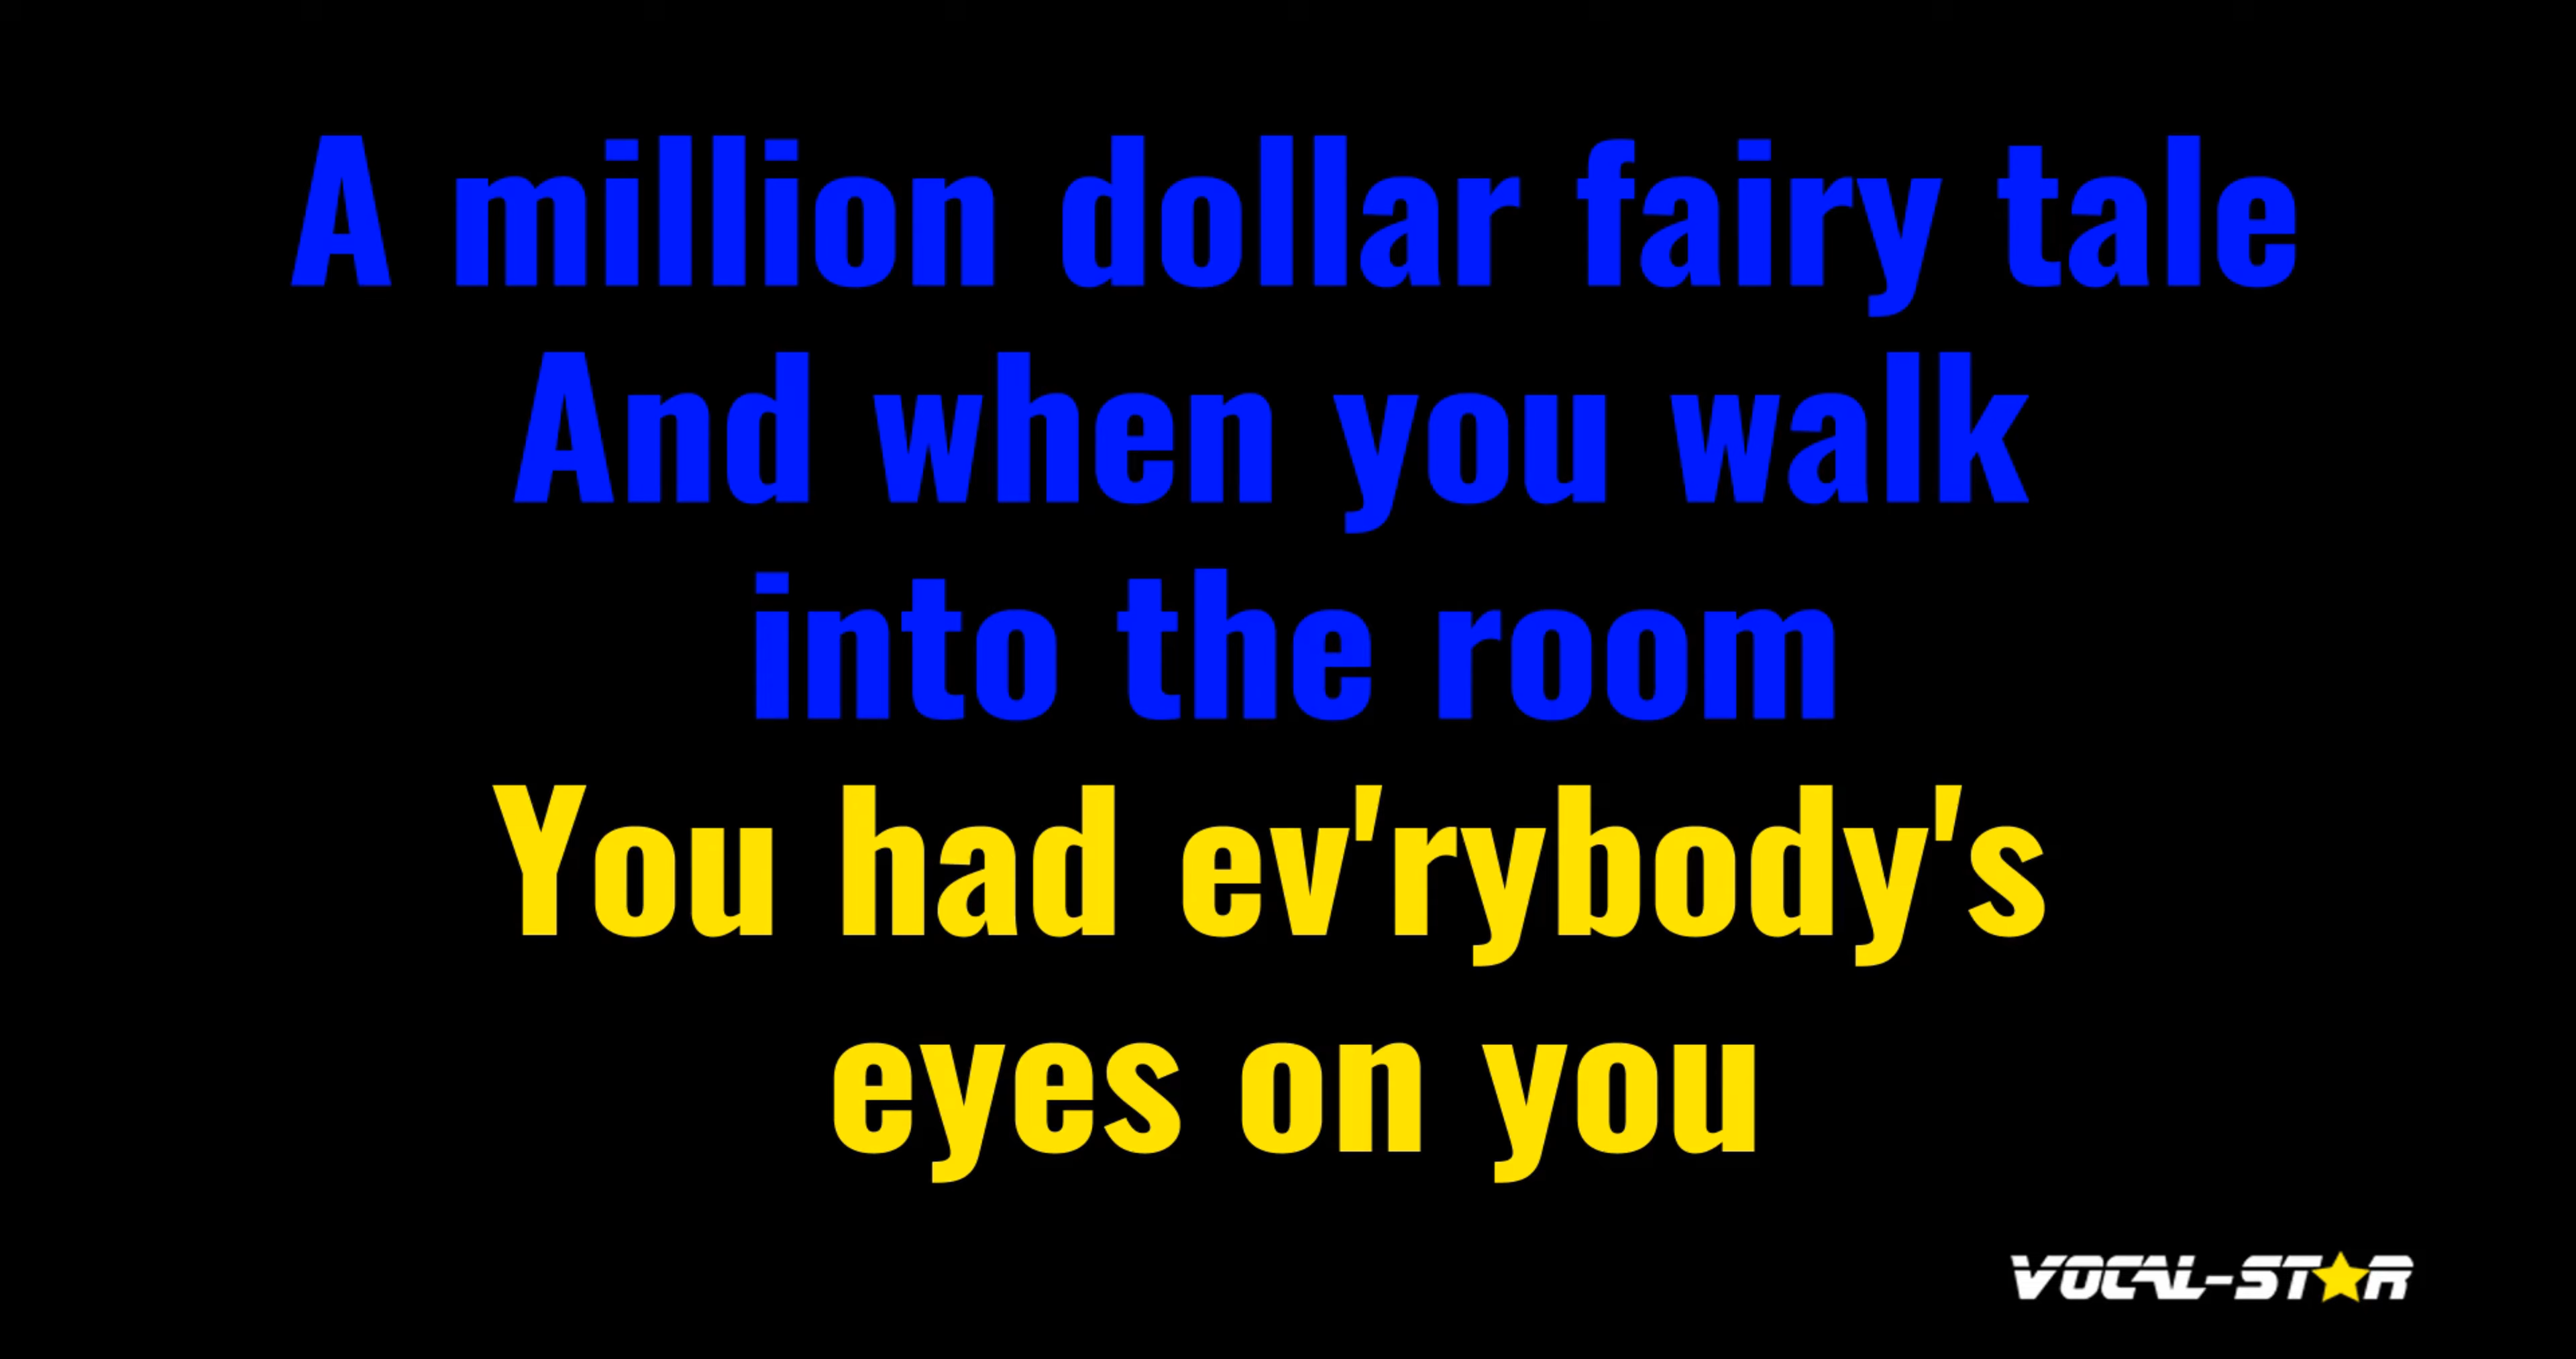 A million dollar fairy tale
And when you walk
into the room
You had ev'rybody's
eyes on you
VOCAL-STAR